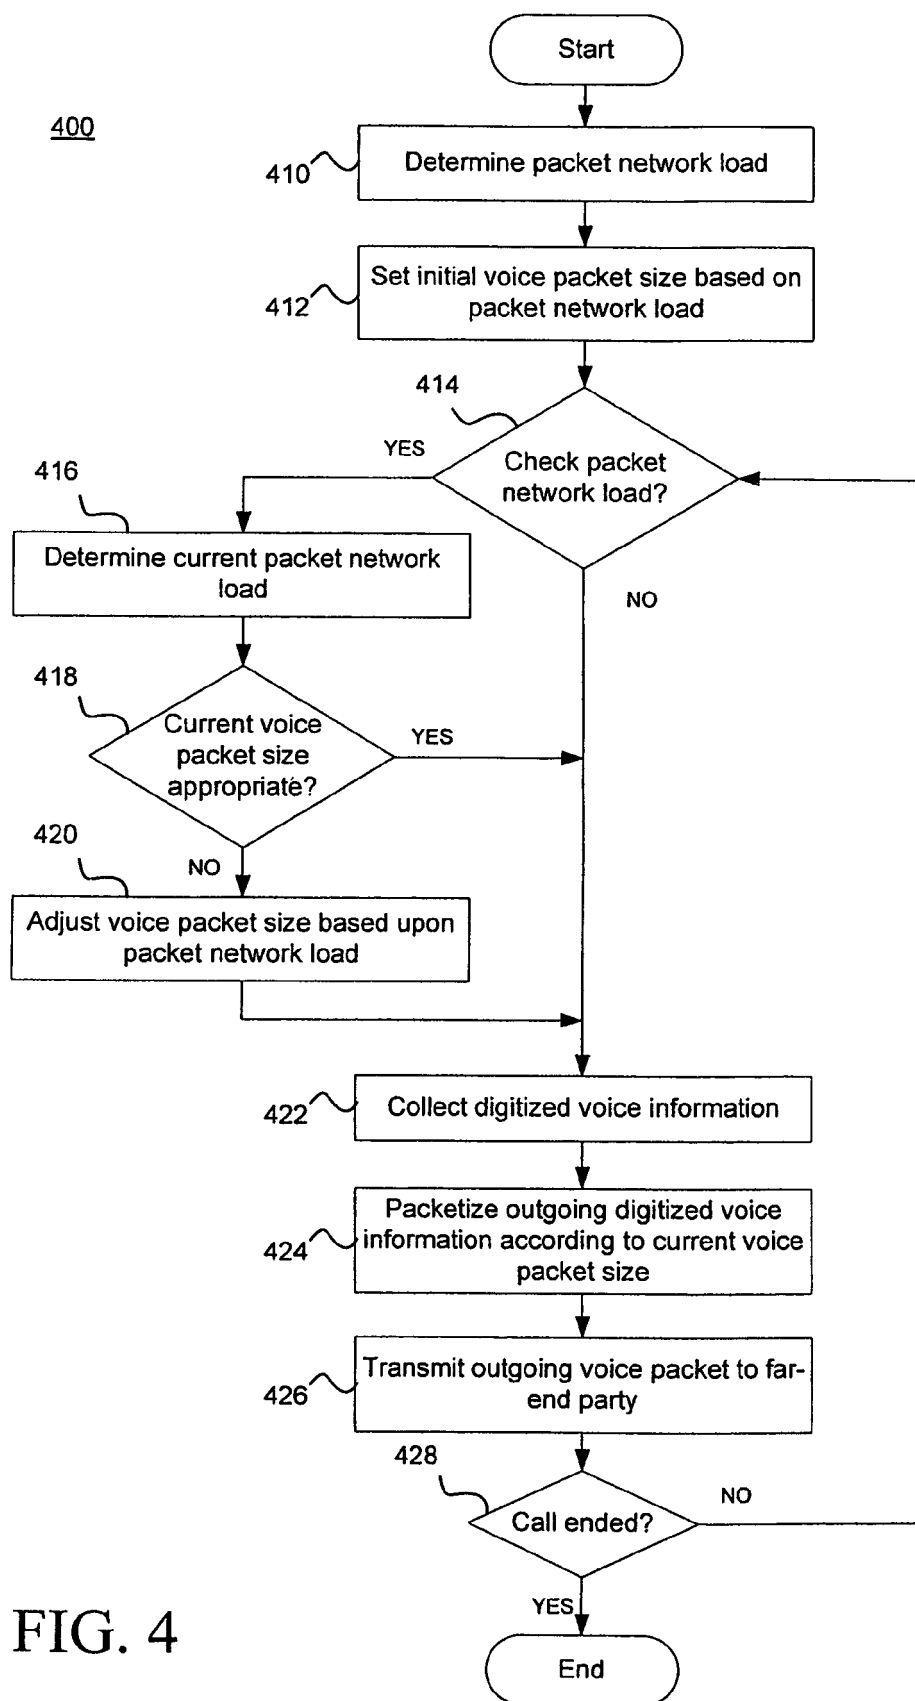 Start
400
410
Determine packet network load
412
Set initial voice packet size based on
packet network load
414
YES
Check packet
network load?
416
Determine current packet network
load
NO
418
Current voice
packet size
appropriate?
YES
420
NO
Adjust voice packet size based upon
packet network load
422
Collect digitized voice information
424
Packetize outgoing digitized voice
information according to current voice
packet size
426
Transmit outgoing voice packet to far-
end party
428
Call ended?
NO
YES
End
FIG. 4